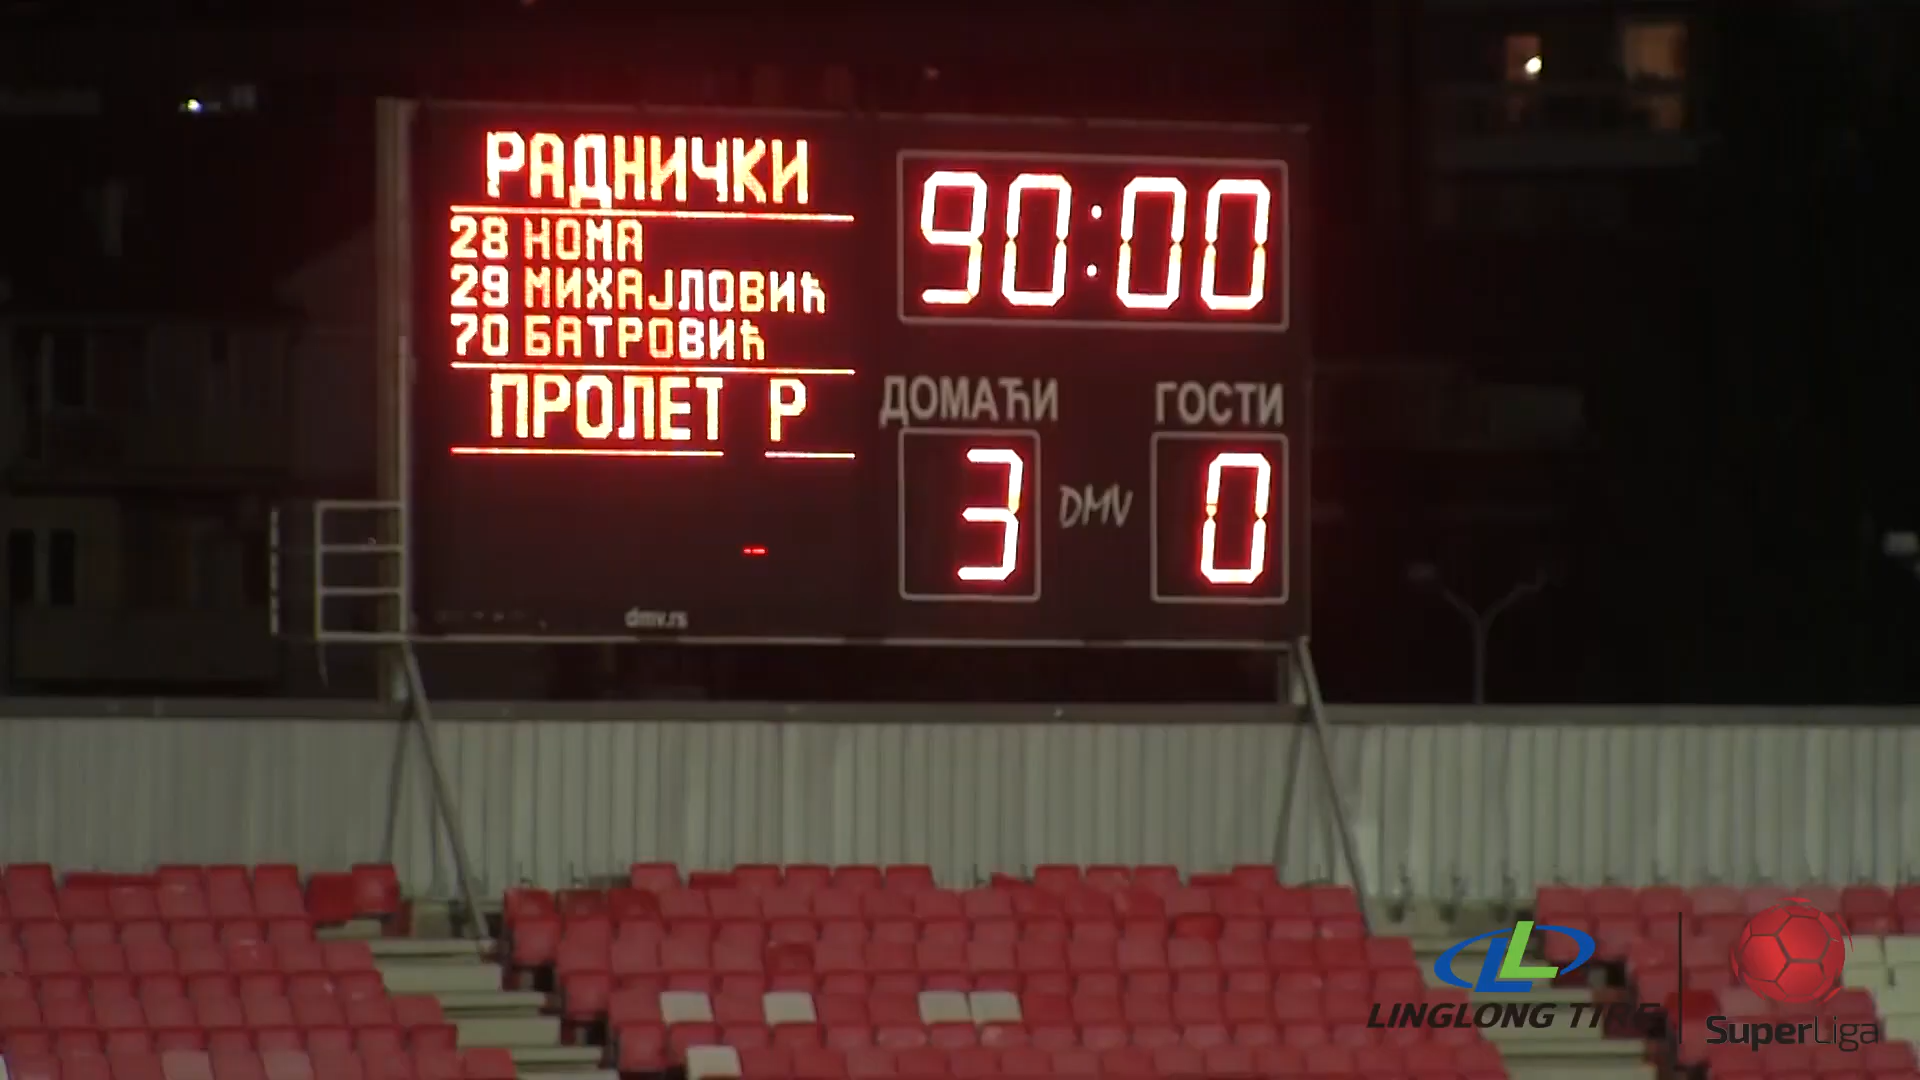 РАДНИЧКИ
28 НОМА
29 МИХАЈЛОВИЋ
70 БАТРОВИЋ
ПРОЛЕТ Р
90:00
ДОМАЋИ ГОСТИ
3 DMV 0
dmv.rs
LINGLONG TIRE
SuperLiga